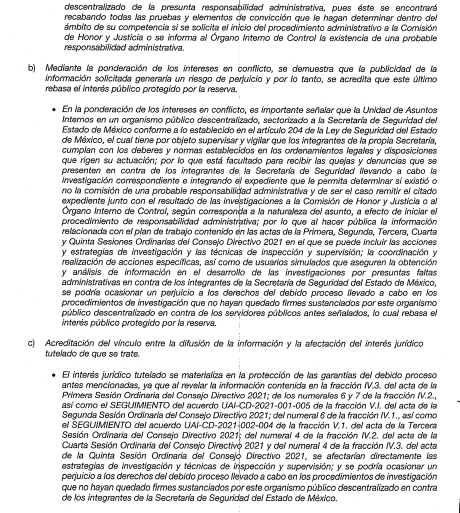 descentralizado de la presunta responsabilidad administrativa, pues éste se encontrará
recabando todas las pruebas y elementos de convicción que le hagan determinar dentro del
ámbito de su competencia si se solicita el inicio del procedimiento administrativo a la Comisión
de Honor y Justicia o se informa al Órgano Interno de Control la existencia de una probable
responsabilidad administrativa.
b) Mediante la ponderación de los intereses en conflicto, se demuestra que la publicidad de la
información solicitada generaría un riesgo de perjuicio y por lo tanto, se acredita que este último
rebasa el interés público protegido por la reserva.
• En la ponderación de los intereses en conflicto, es importante señalar que la Unidad de Asuntos
Internos en un organismo público descentralizado, sectorizado a la Secretaría de Seguridad del
Estado de México conforme a lo establecido en el artículo 204 de la Ley de Seguridad del Estado
de México, el cual tiene por objeto supervisar y vigilar que los integrantes de la propia Secretaría,
cumplan con los deberes y normas establecidos en los ordenamientos legales y disposiciones
que rigen su actuación; por lo que está facultado para recibir las quejas y denuncias que se
presenten en contra de los integrantes de la Secretaría de Seguridad llevando a cabo la
investigación correspondiente e integrando el expediente que le permita determinar si existió o
no la comisión de una probable responsabilidad administrativa y de ser el caso remitir el citado
expediente junto con el resultado de las investigaciones a la Comisión de Honor y Justicia o al
Órgano Interno de Control, según corresponda a la naturaleza del asunto, a efecto de iniciar el
procedimiento de responsabilidad administrativa; por lo que al hacer pública la información
relacionada con el plan de trabajo contenido en las actas de la Primera, Segunda, Tercera, Cuarta
y Quinta Sesiones Ordinarias del Consejo Directivo 2021 en el que se puede incluir las acciones
y estrategias de investigación y las técnicas de inspección y supervisión; la coordinación y
realización de acciones específicas, así como de usuarios simulados que aseguren la obtención
y análisis de información en el desarrollo de las investigaciones por presuntas faltas
administrativas en contra de los integrantes de la Secretaría de Seguridad del Estado de México,
se podría ocasionar un perjuicio a los derechos del debido proceso llevado a cabo en los
procedimientos de investigación que no hayan quedado firmes sustanciados por este organismo
público descentralizado en contra de los servidores públicos antes señalados, lo cual rebasa el
interés público protegido por la reserva.
c) Acreditación del vínculo entre la difusión de la información y la afectación del interés jurídico
tutelado de que se trate.
• El interés jurídico tutelado se materializa en la protección de las garantías del debido proceso
antes mencionadas, ya que al revelar la información contenida en la fracción IV.3. del acta de la
Primera Sesión Ordinaria del Consejo Directivo 2021; de los numerales 6 y 7 de la fracción IV.2.,
así como el SEGUIMIENTO del acuerdo UAI-CD-2021-001-005 de la fracción V.I. del acta de la
Segunda Sesión Ordinaria del Consejo Directivo 2021; del numeral 6 de la fracción IV.1., así como
el SEGUIMIENTO del acuerdo UAI-CD-2021-002-004 de la fracción V.1. del acta de la Tercera
Sesión Ordinaria del Consejo Directivo 2021; del numeral 4 de la fracción IV.2. del acta de la
Cuarta Sesión Ordinaria del Consejo Directivo 2021 y del numeral 4 de la fracción IV.3. del acta
de la Quinta Sesión Ordinaria del Consejo Directivo 2021, se afectarían directamente las
estrategias de investigación y técnicas de inspección y supervisión; y se podría ocasionar un
perjuicio a los derechos del debido proceso llevado a cabo en los procedimientos de investigación
que no hayan quedado firmes sustanciados por este organismo público descentralizado en contra
de los integrantes de la Secretaría de Seguridad del Estado de México.